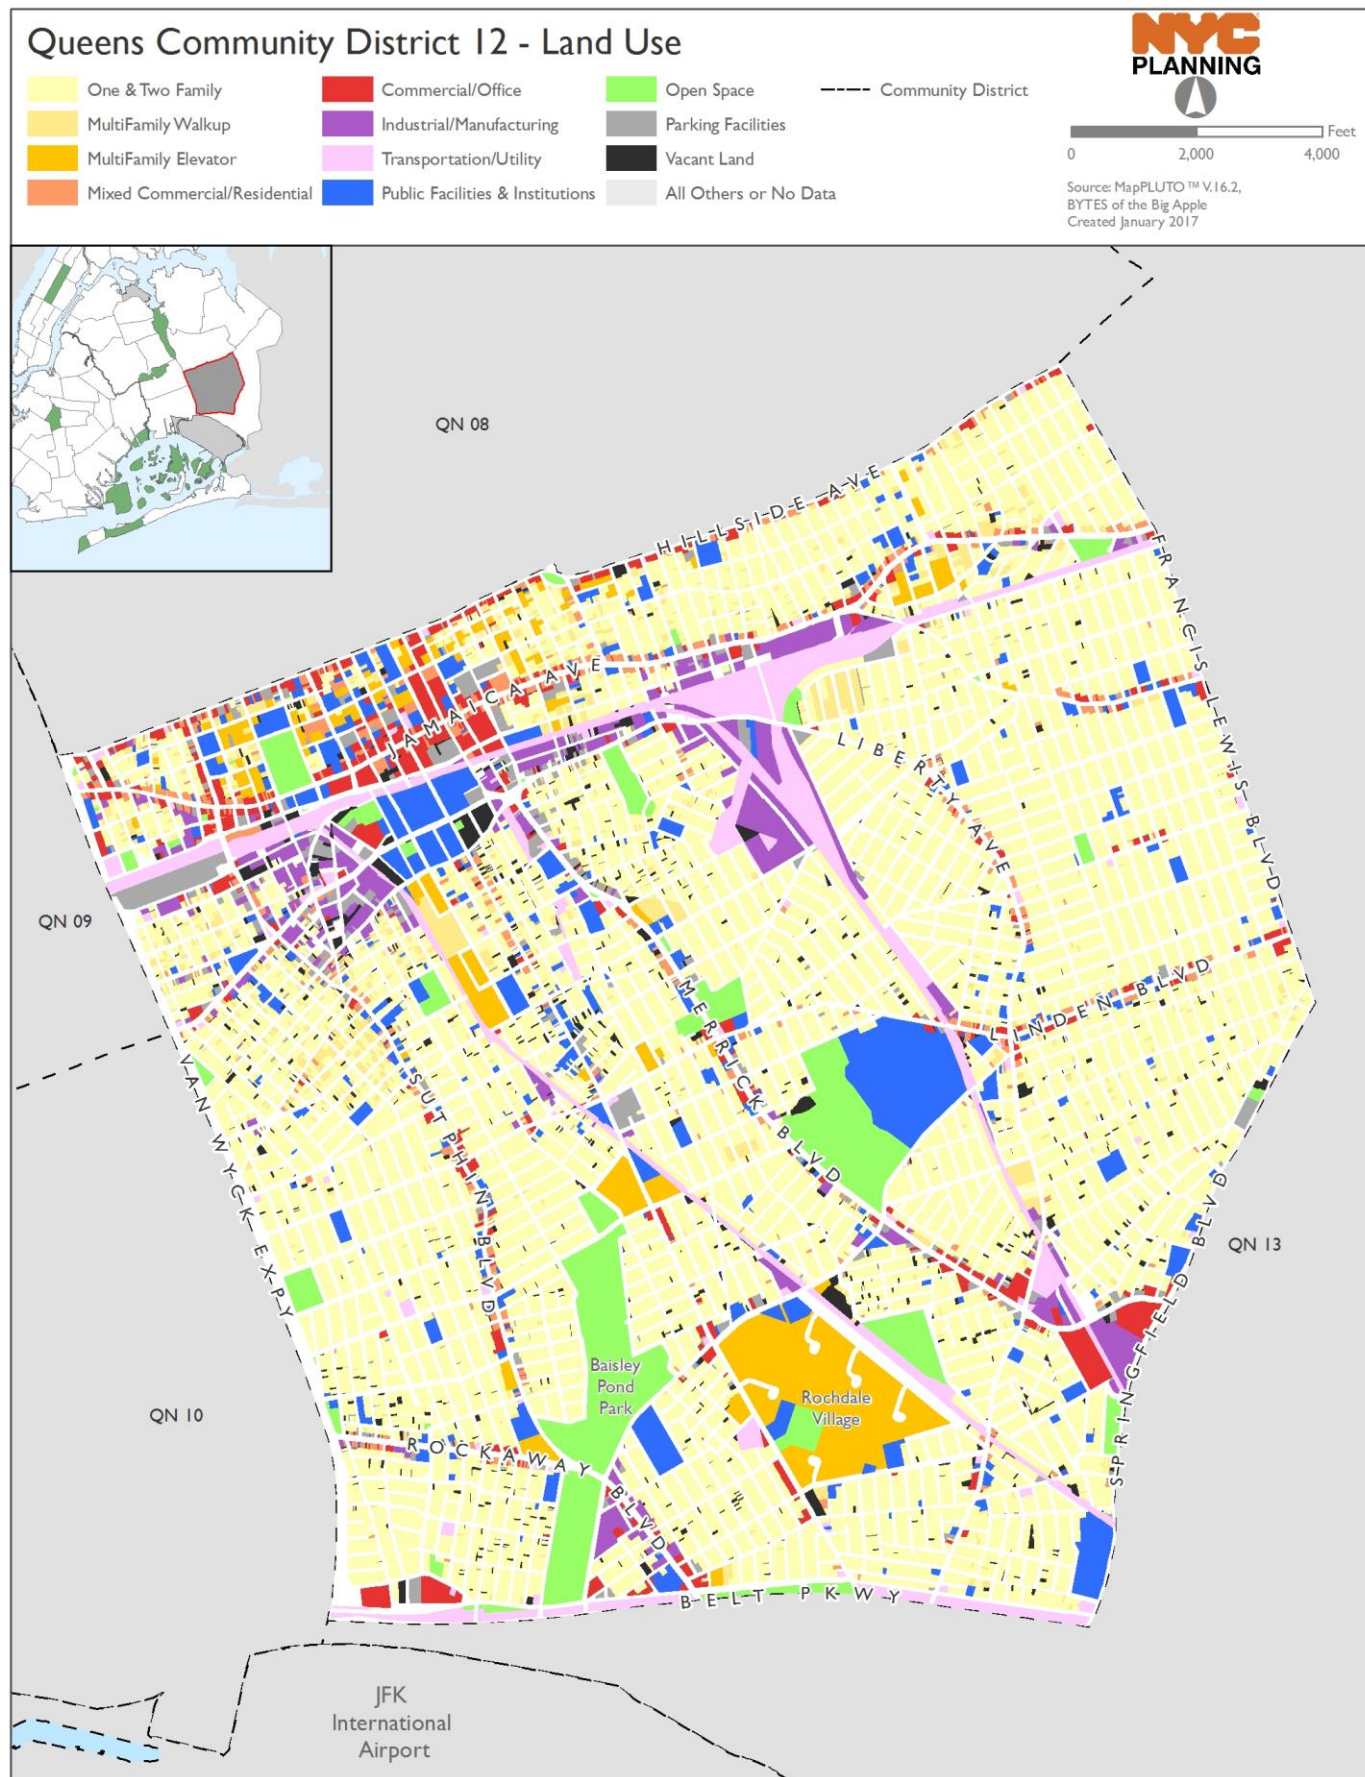 Queens Community District 12 - Land Use
One & Two Family
MultiFamily Walkup
MultiFamily Elevator
Mixed Commercial/Residential
Commercial/Office
Industrial/Manufacturing
Transportation/Utility
Public Facilities & Institutions
Open Space
Parking Facilities
Vacant Land
All Others or No Data
Community District
NYC
PLANNING
Feet
0 2,000 4,000
Source: MapPLUTO™ V.16.2,
BYTES of the Big Apple
Created January 2017
QN 08
HILLSIDE AVE
FRANCIS LEWIS BLVD
JAMAICA AVE
LIBERTY AVE
QN 09
LINDEN BLVD
MERRICK BLVD
VAN WYCK EXPY
SUTPHIN BLVD
QN 13
SPRINGFIELD BLVD
Baisley
Pond
Park
Rochdale
Village
QN 10
ROCKAWAY BLVD
BELT PKWY
JFK
International
Airport